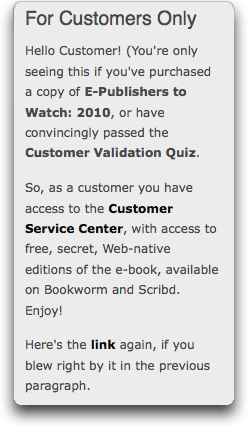 For Customers Only
Hello Customer! (You're only
seeing this if you've purchased
a copy of E-Publishers to
Watch: 2010, or have
convincingly passed the
Customer Validation Quiz.
So, as a customer you have
access to the Customer
Service Center, with access to
free, secret, Web-native
editions of the e-book, available
on Bookworm and Scribd.
Enjoy!
Here's the link again, if you
blew right by it in the previous
paragraph.